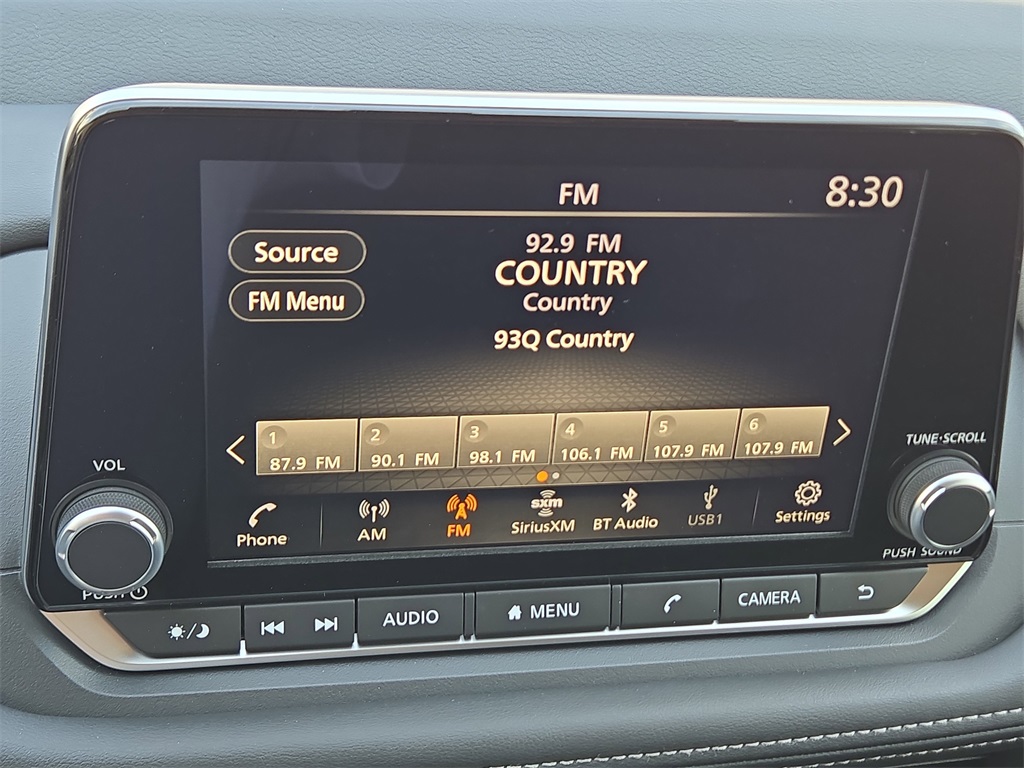 FM
8:30
Source
FM Menu
92.9 FM
COUNTRY
Country
93Q Country
1
87.9 FM
2
90.1 FM
3
98.1 FM
4
106.1 FM
5
107.9 FM
6
107.9 FM
Phone
AM
FM
sxm
SiriusXM
BT Audio
USB1
Settings
VOL
PUSH
TUNE·SCROLL
PUSH SOUND
AUDIO
MENU
CAMERA